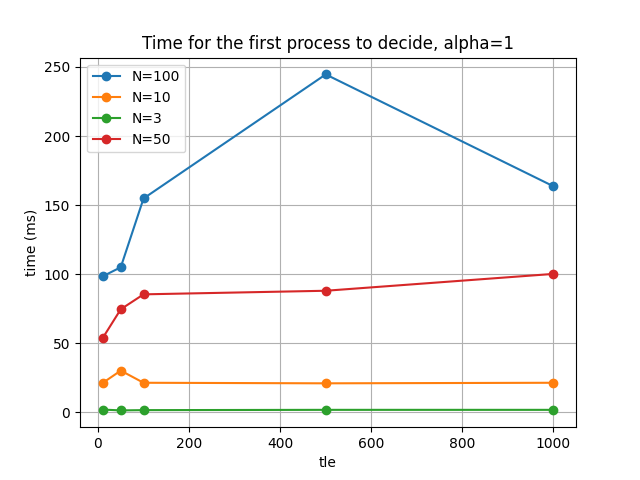 Time for the first process to decide, alpha=1
250
200
150
100
50
0
time (ms)
N=100
N=10
N=3
N=50
0
200
400
600
800
1000
tle